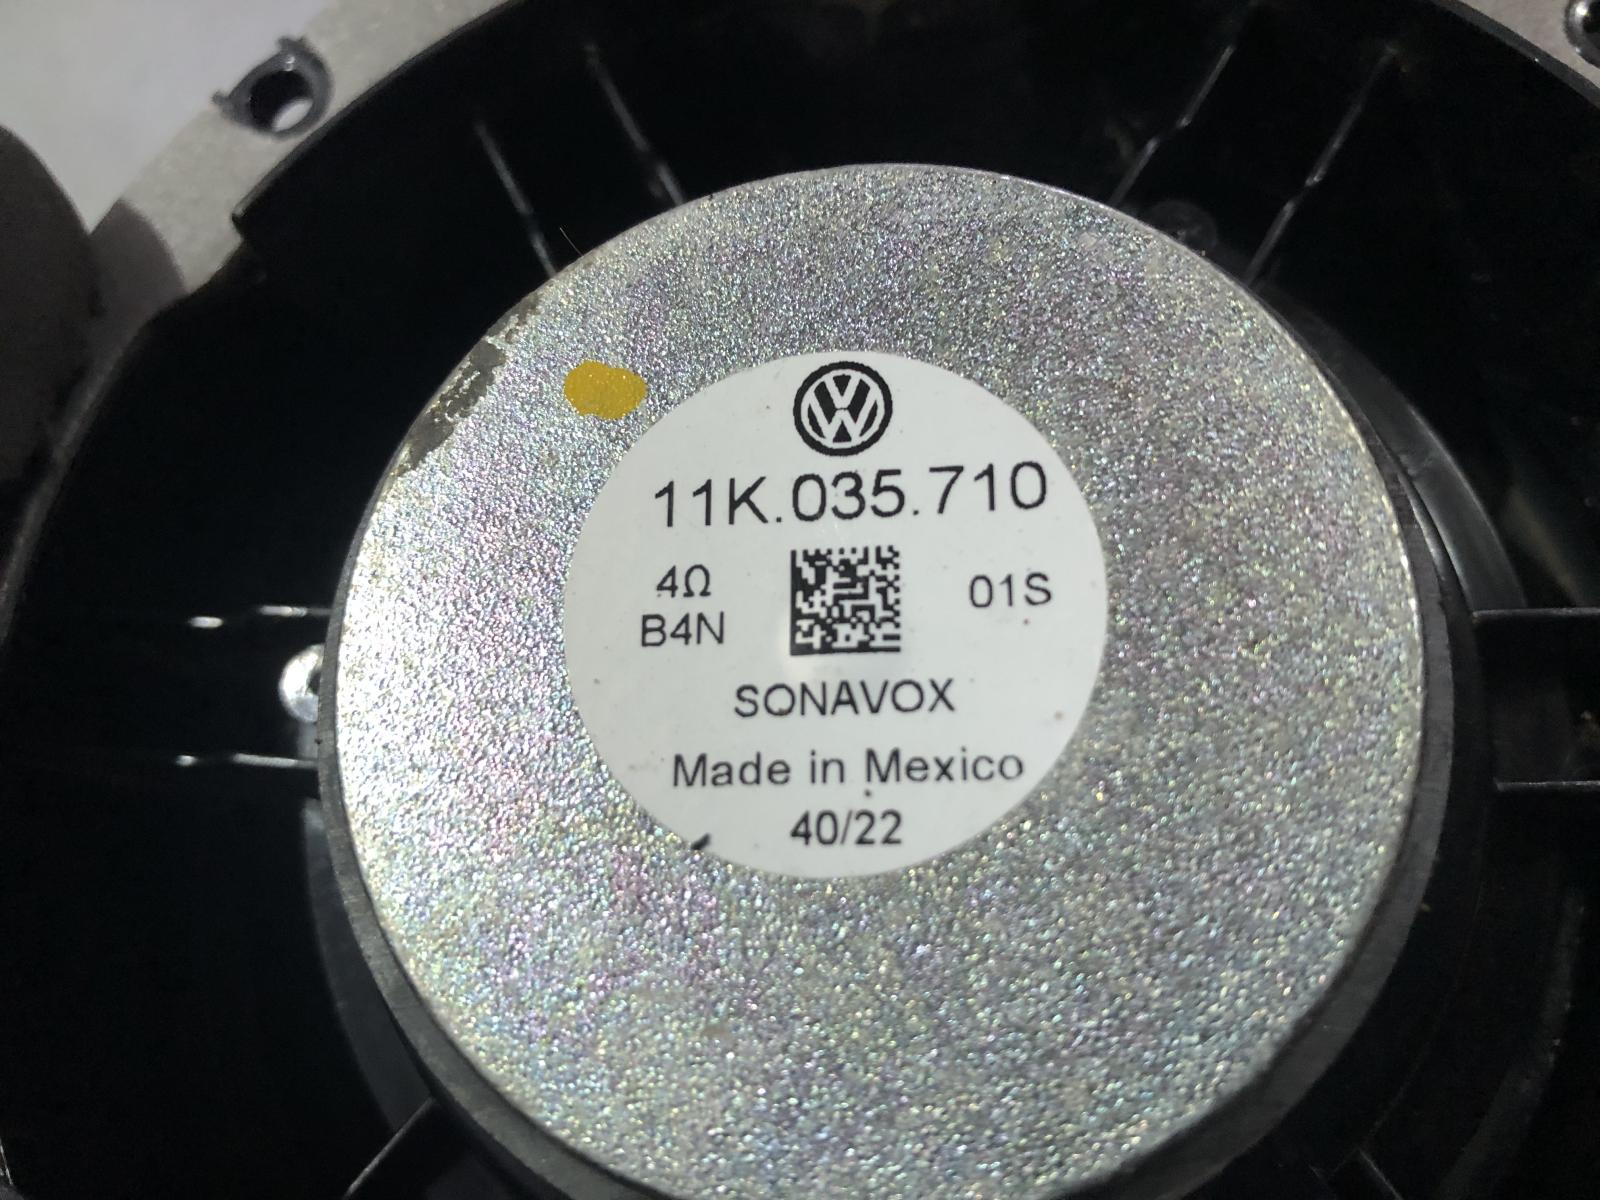 11K.035.710
4Ω
B4N
01S
SONAVOX
Made in Mexico
40/22